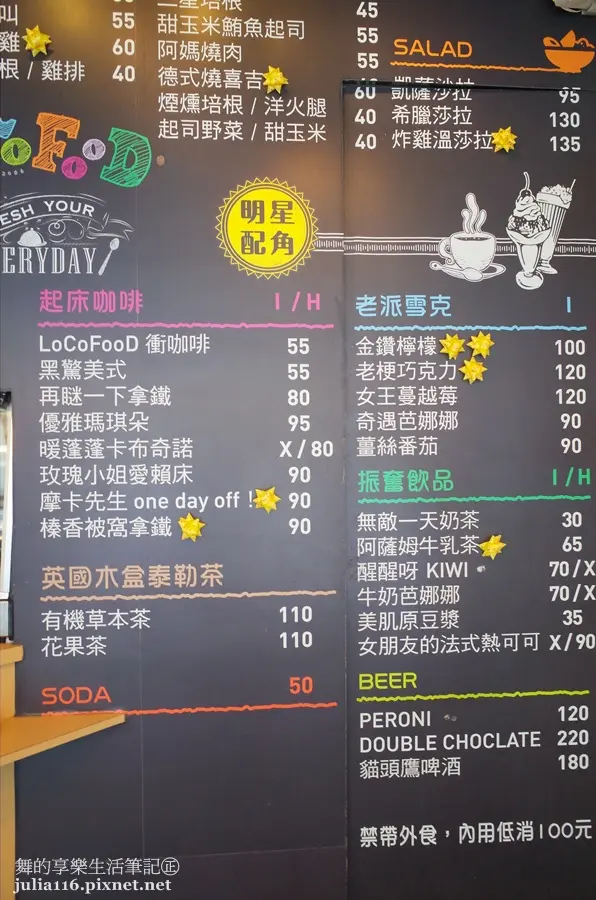 叫
雞 60
根 / 雞排 40
三星培根 45
甜玉米鮪魚起司 55
阿媽燒肉 55
德式燒喜吉 60
煙燻培根 / 洋火腿 40
起司野菜 / 甜玉米 40
SALAD
凱薩沙拉 95
希臘莎拉 130
炸雞溫莎拉 135
FOOD
ESH YOUR
ERYDAY
明星
配角
起床咖啡 I / H
LoCoFooD 衝咖啡 55
黑驚美式 55
再瞇一下拿鐵 80
優雅瑪琪朵 95
暖蓬蓬卡布奇諾 X / 80
玫瑰小姐愛賴床 90
摩卡先生 one day off ! 90
榛香被窩拿鐵 90
英國木盒泰勒茶
有機草本茶 110
花果茶 110
SODA 50
老派雪克 I
金鑽檸檬 100
老梗巧克力 120
女王蔓越莓 120
奇遇芭娜娜 90
薑絲番茄 90
振奮飲品 I / H
無敵一天奶茶 30
阿薩姆牛乳茶 65
醒醒呀 KIWI 70 / X
牛奶芭娜娜 70 / X
美肌原豆漿 35
女朋友的法式熱可可 X / 90
BEER
PERONI 120
DOUBLE CHOCLATE 220
貓頭鷹啤酒 180
禁帶外食，內用低消100元
舞的享樂生活筆記㊣
julia116.pixnet.net